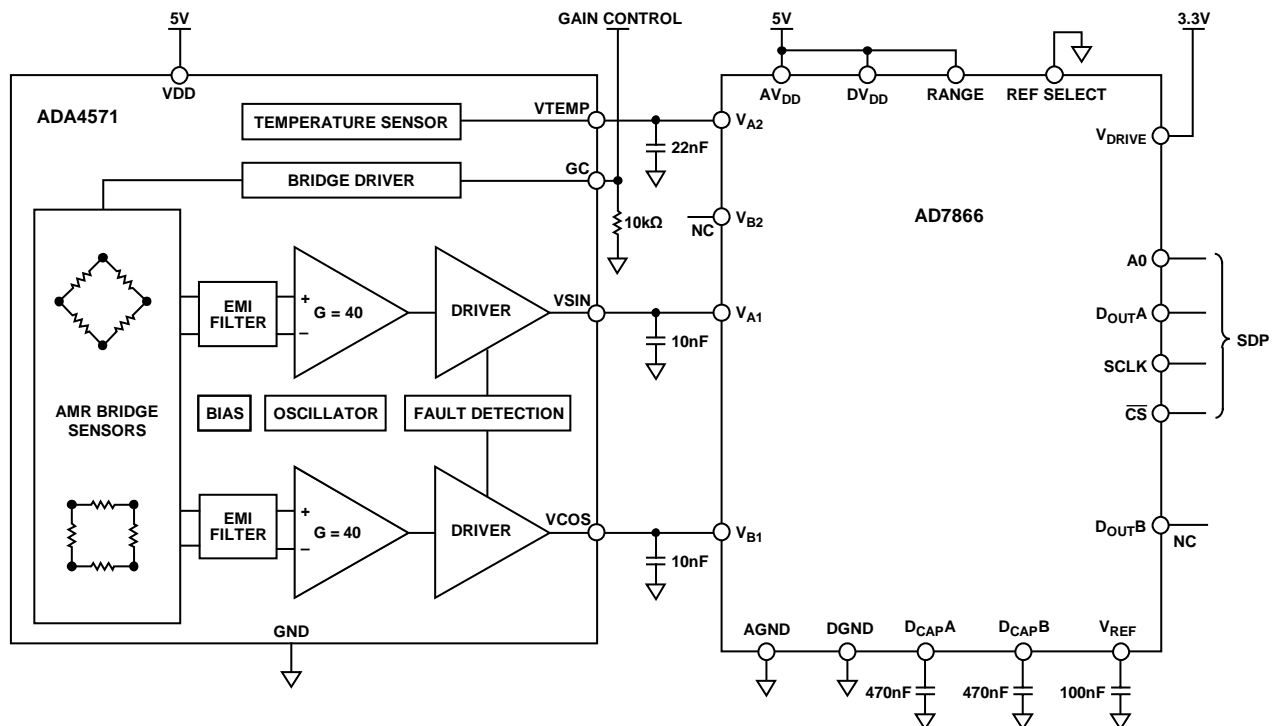 5V
GAIN CONTROL
5V
3.3V
VDD
AVDD
DVDD
RANGE
REF SELECT
ADA4571
VTEMP
TEMPERATURE SENSOR
VA2
VDRIVE
22nF
GC
BRIDGE DRIVER
AD7866
10kΩ
VB2
NC
A0
VSIN
EMI
FILTER
+
–
G = 40
DRIVER
VA1
DOUTA
SDP
10nF
SCLK
AMR BRIDGE
SENSORS
BIAS
OSCILLATOR
FAULT DETECTION
CS
EMI
FILTER
+
–
G = 40
DRIVER
VCOS
VB1
DOUTB
NC
10nF
GND
AGND
DGND
DCAPA
DCAPB
VREF
470nF
470nF
100nF